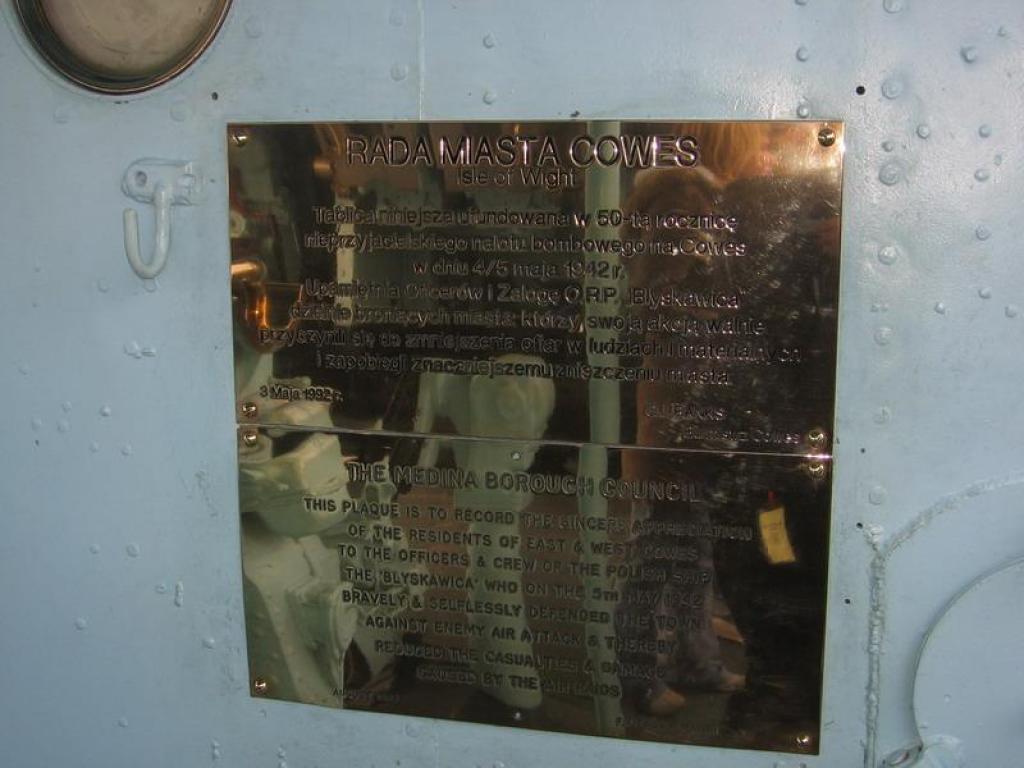 RADA MIASTA COWES
Isle of Wight
Tablica niniejsza ufundowana w 50-tą rocznicę
nieprzyjacielskiego nalotu bombowego na Cowes
w dniu 4/5 maja 1942 r.
Upamiętnia Oficerów i Załogę O.R.P. "Błyskawica"
dzielnie broniących miasta; którzy, swoją akcją walnie
przyczynili się do zmniejszenia ofiar w ludziach i materialnych
i zapobiegli znaczniejszemu zniszczeniu miasta
3 Maja 1992 r.
BANKS
Cowes
THE MEDINA BOROUGH COUNCIL
THIS PLAQUE IS TO RECORD THE SINCERE APPRECIATION
OF THE RESIDENTS OF EAST & WEST COWES
TO THE OFFICERS & CREW OF THE POLISH SHIP
THE 'BLYSKAWICA' WHO ON THE 5TH MAY 1942
BRAVELY & SELFLESSLY DEFENDED THE TOWN
AGAINST ENEMY AIR ATTACK & THEREBY
REDUCED THE CASUALTIES & DAMAGE
CAUSED BY THE AIR RAIDS
AUGUST